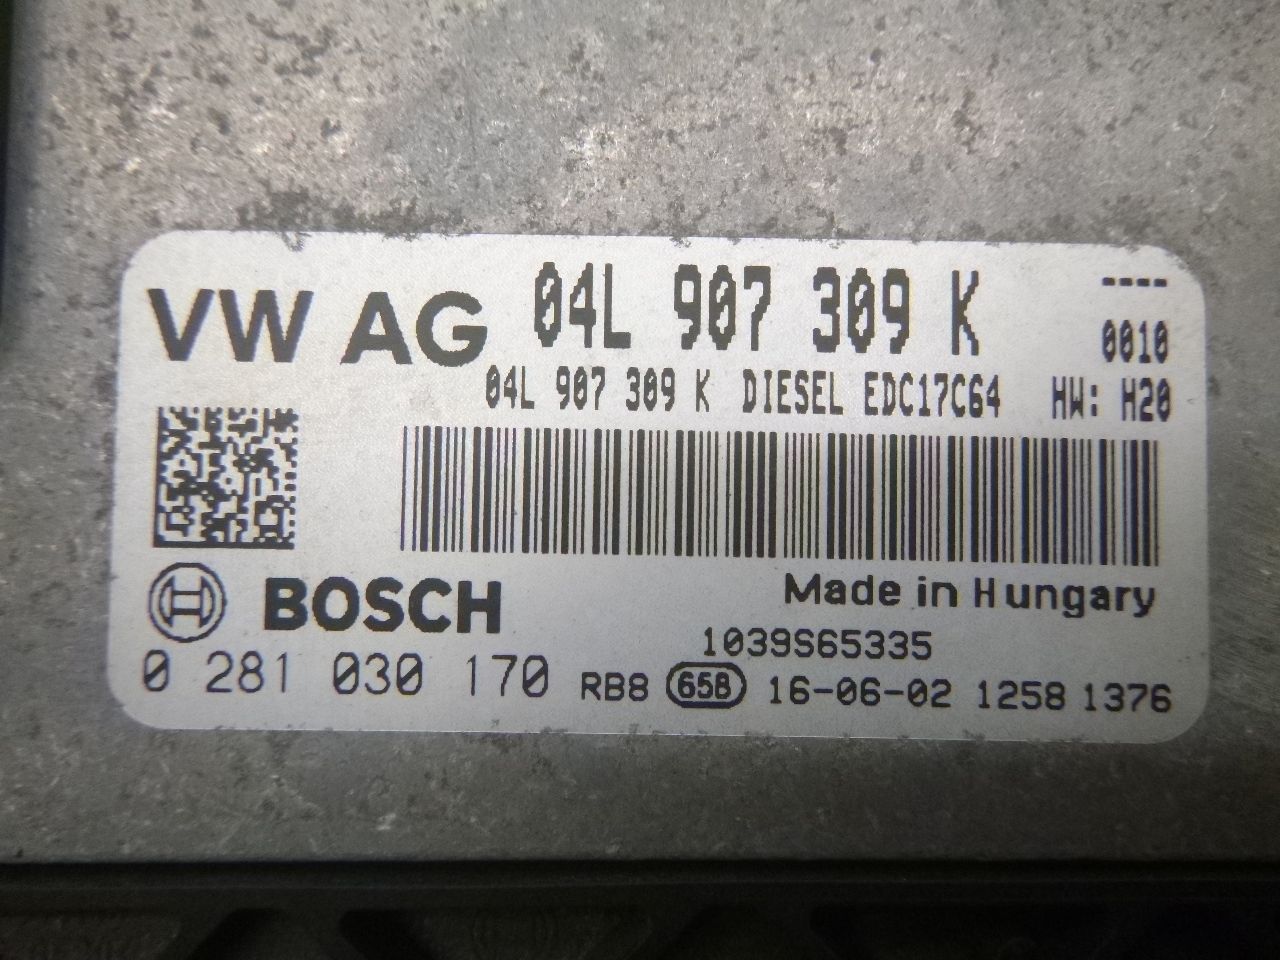 VW AG 04L 907 309 K ----
0010
04L 907 309 K DIESEL EDC17C64 HW: H20
BOSCH
Made in Hungary
1039S65335
0 281 030 170 RB8 658 16-06-02 1258 1376